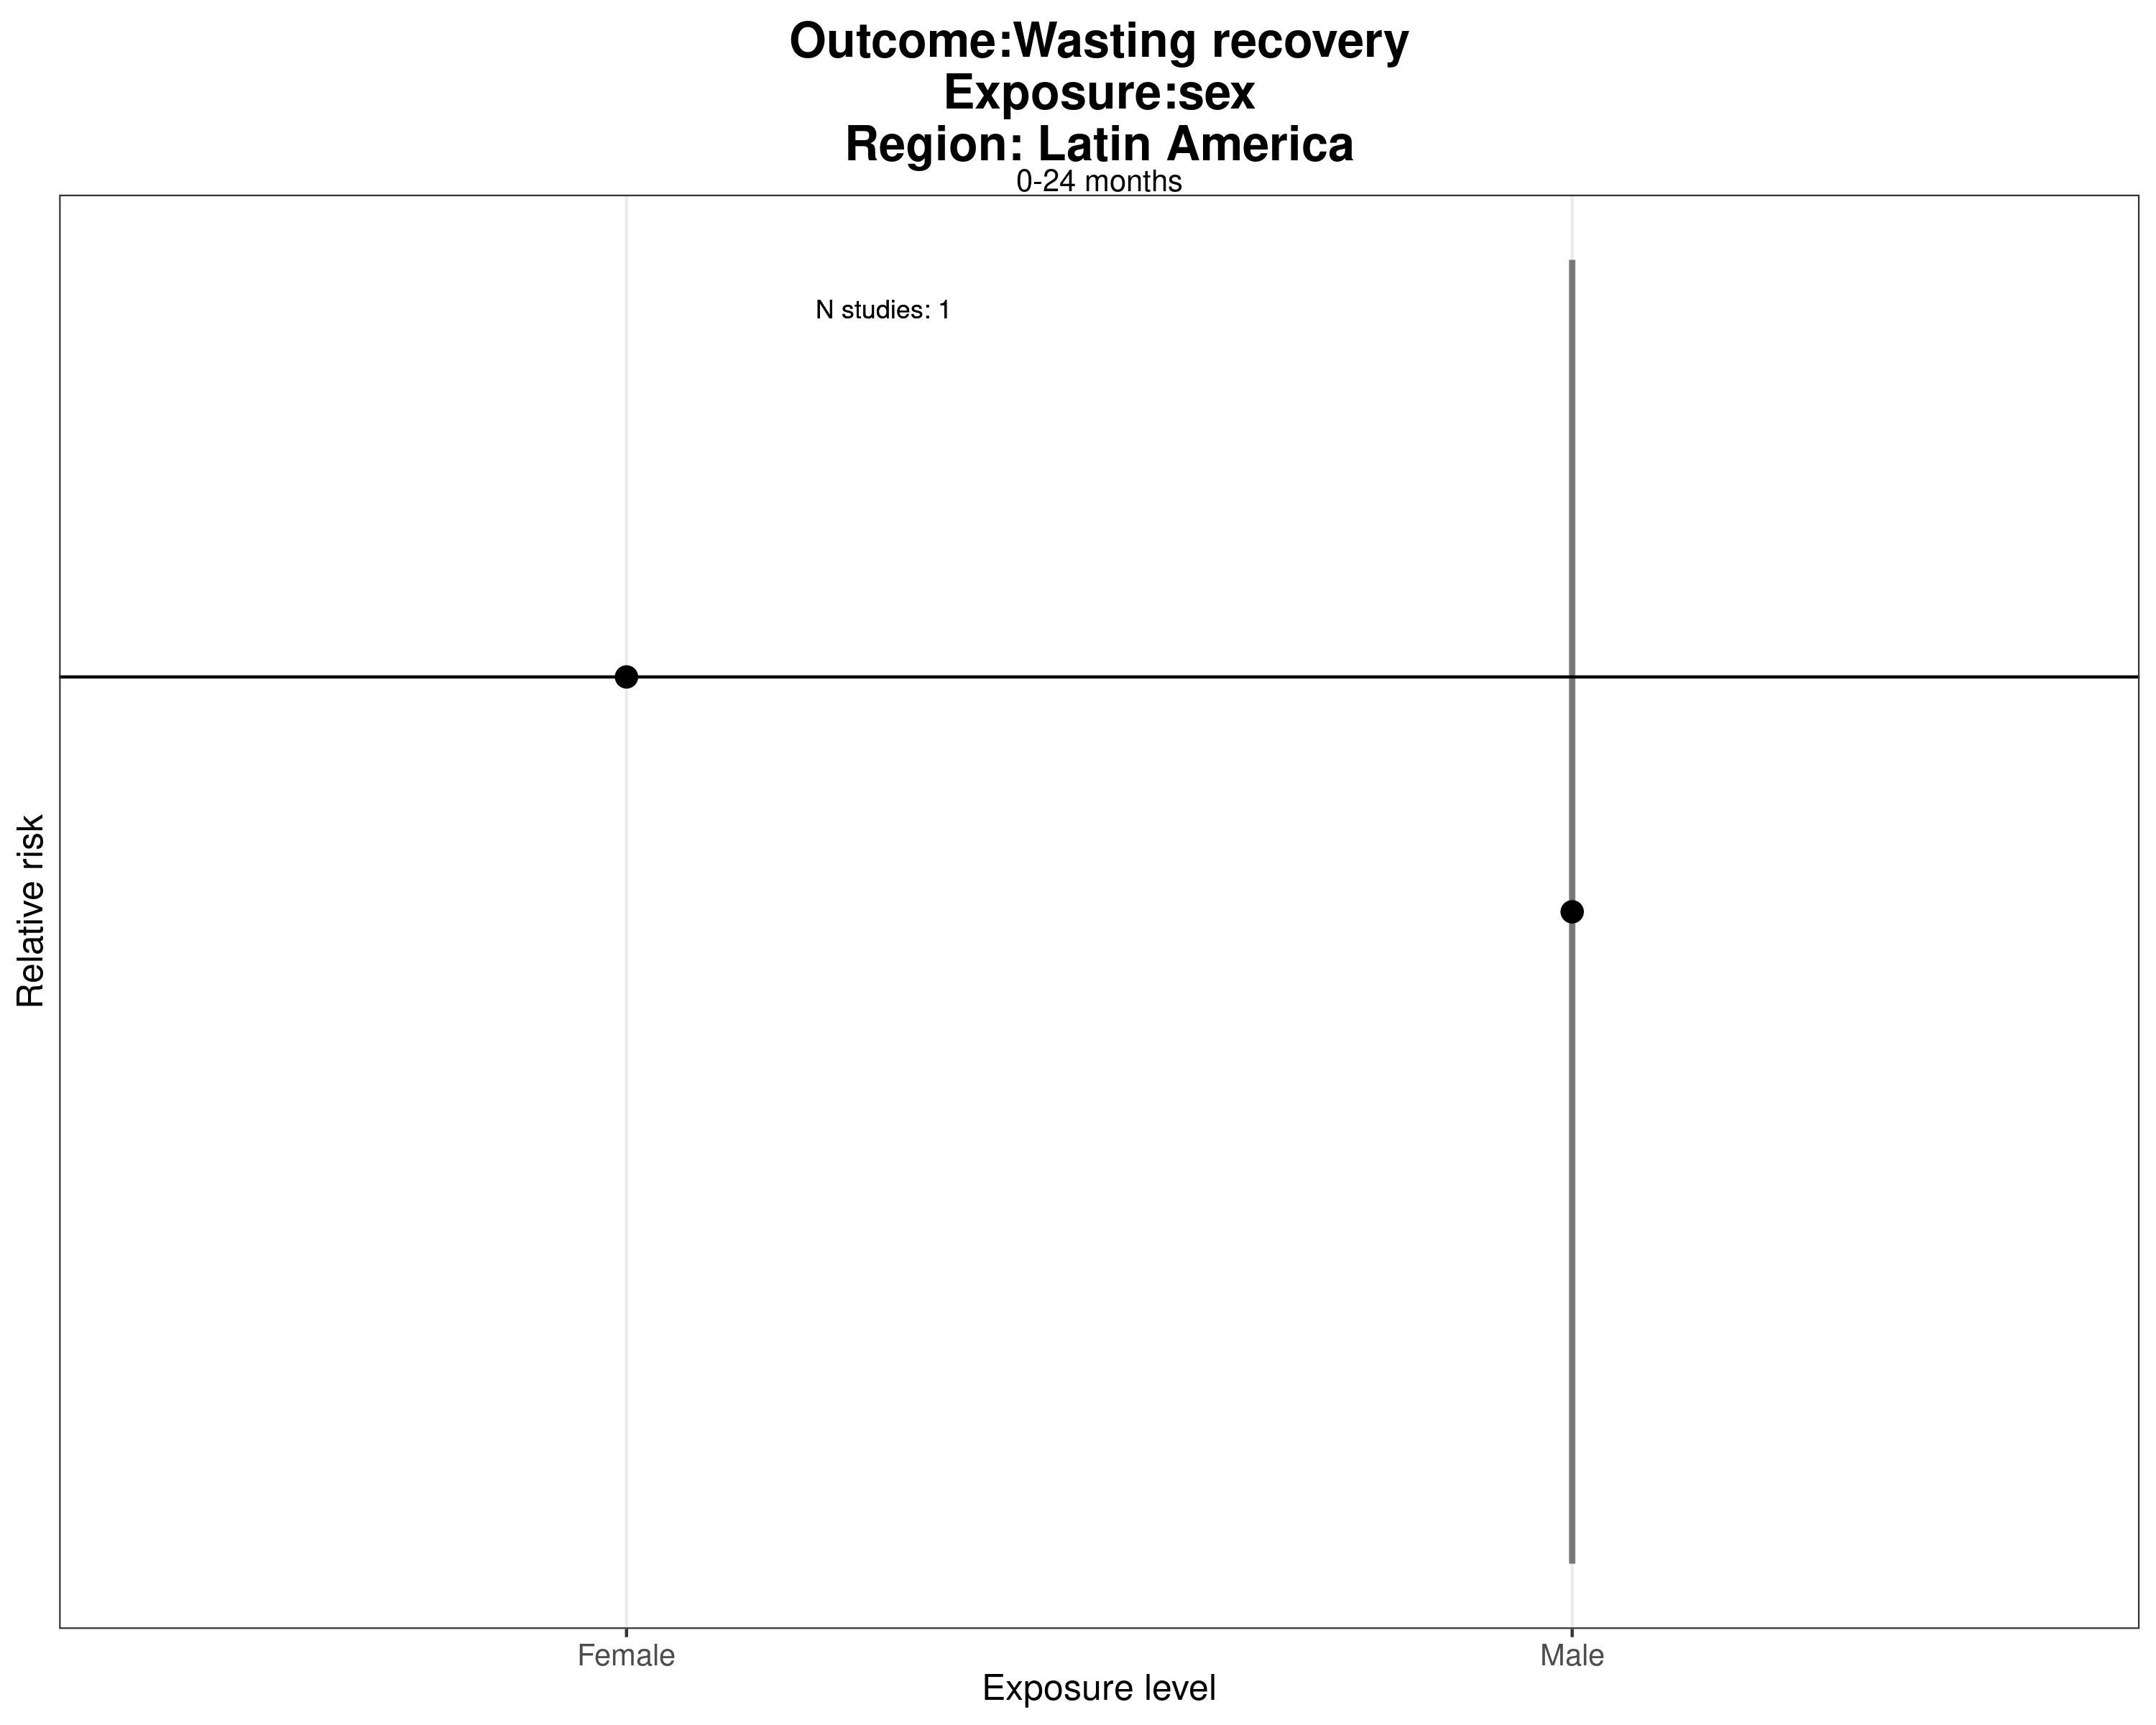 Outcome:Wasting recovery
Exposure:sex
Region: Latin America
0-24 months
N studies: 1
Relative risk
Female
Male
Exposure level